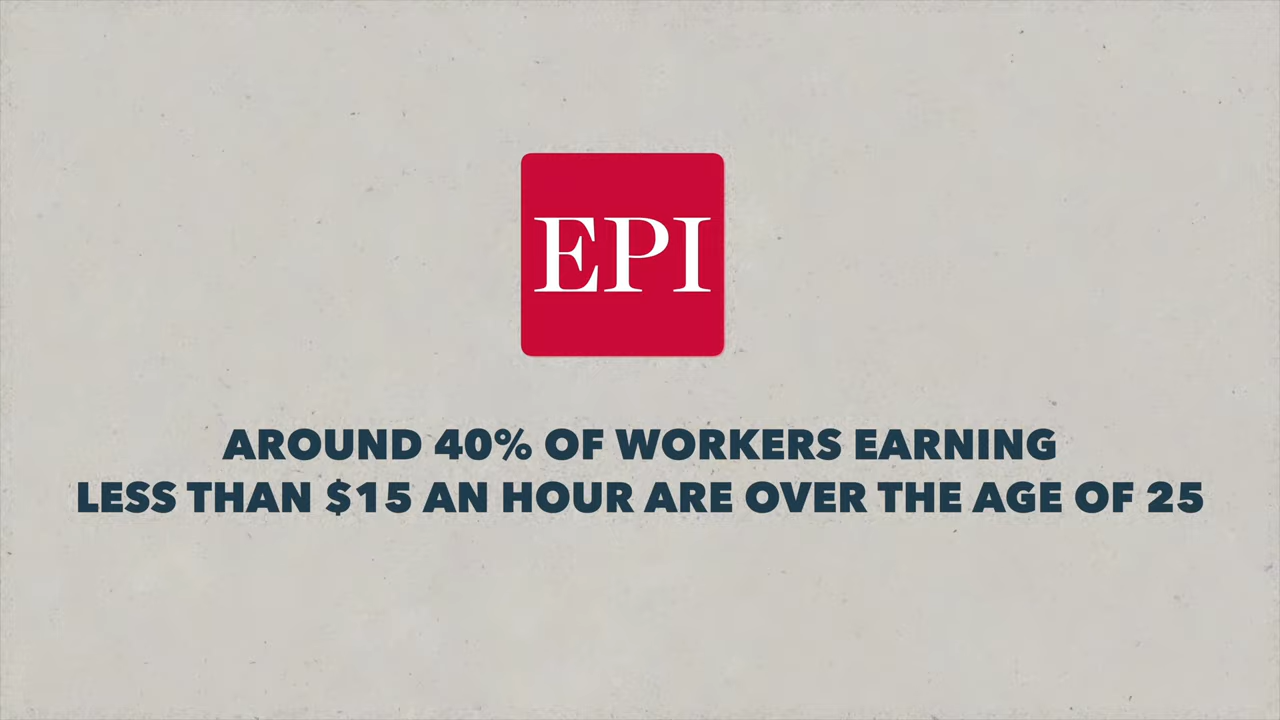 EPI
AROUND 40% OF WORKERS EARNING
LESS THAN $15 AN HOUR ARE OVER THE AGE OF 25